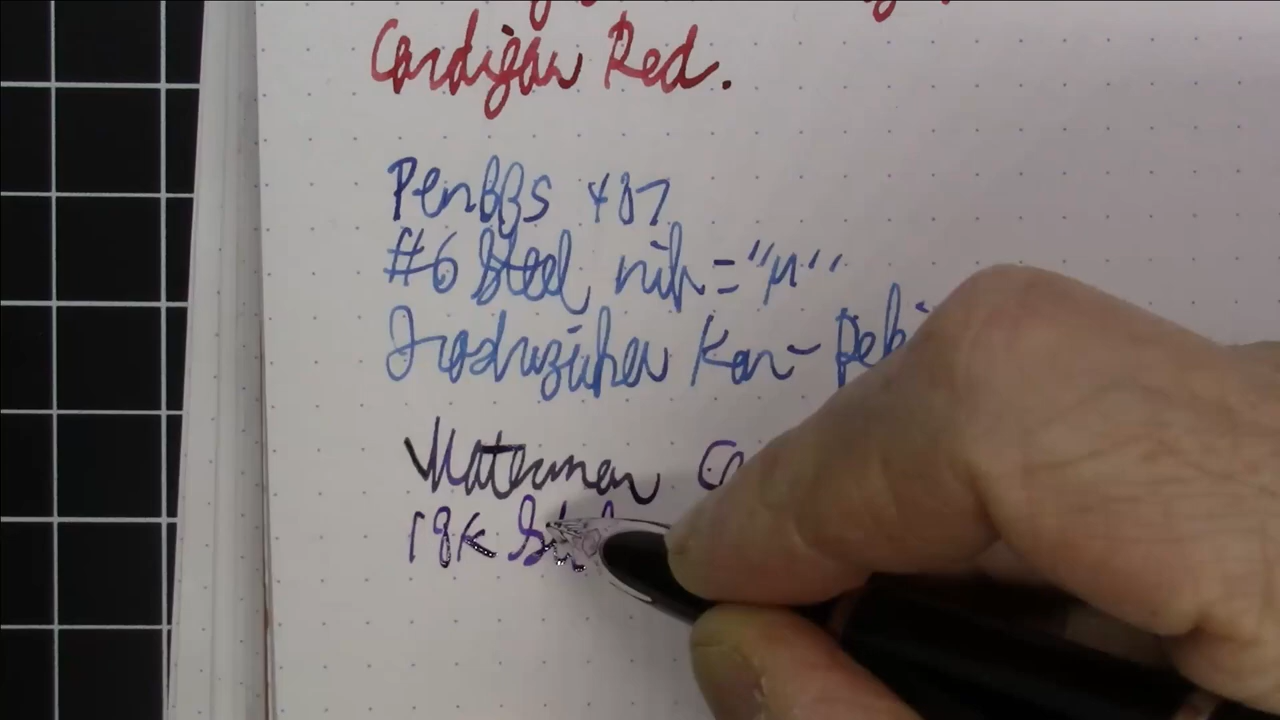 Cardigan Red.
PenBBS 487
#6 Steel nib = "M"
Iroshizuku Kon-Peki
Waterman
18K